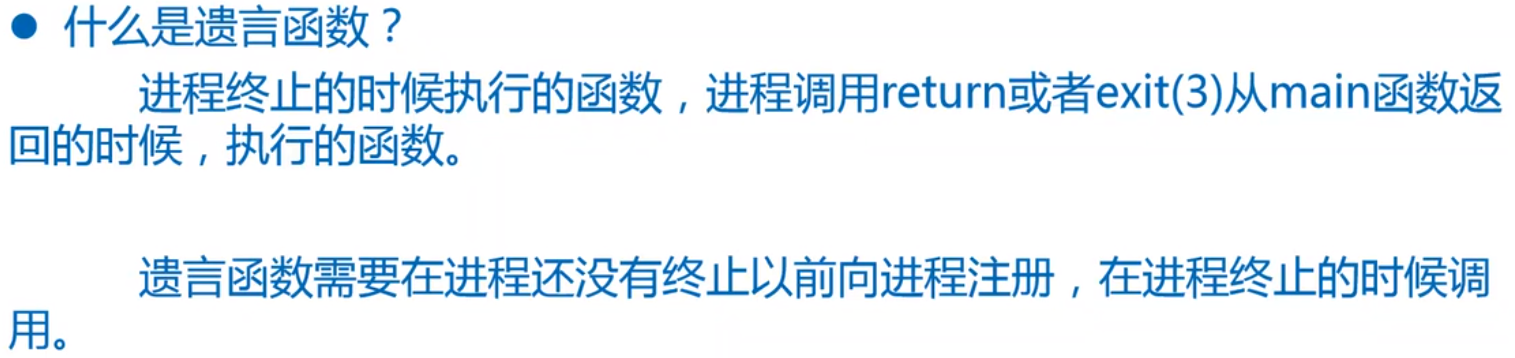 ● 什么是遗言函数？
进程终止的时候执行的函数，进程调用return或者exit(3)从main函数返
回的时候，执行的函数。
遗言函数需要在进程还没有终止以前向进程注册，在进程终止的时候调
用。